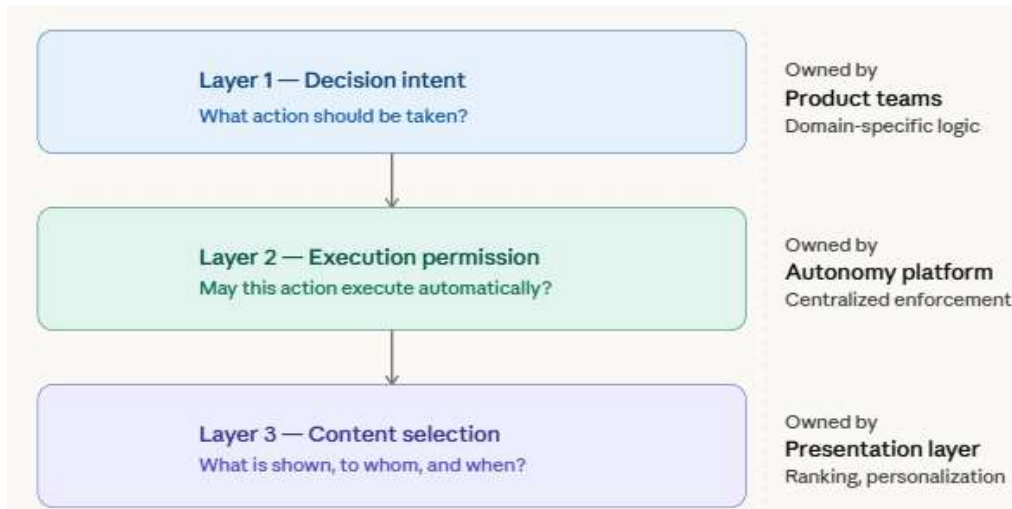 Layer 1 — Decision intent
What action should be taken?
Owned by
Product teams
Domain-specific logic
Layer 2 — Execution permission
May this action execute automatically?
Owned by
Autonomy platform
Centralized enforcement
Layer 3 — Content selection
What is shown, to whom, and when?
Owned by
Presentation layer
Ranking, personalization